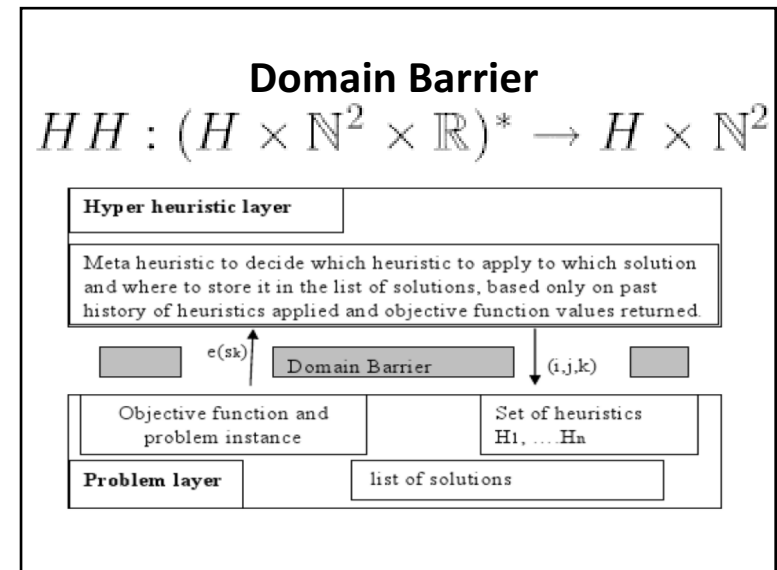 Domain Barrier
HH : (H × ℕ² × ℝ)* → H × ℕ²
Hyper heuristic layer
Meta heuristic to decide which heuristic to apply to which solution
and where to store it in the list of solutions, based only on past
history of heuristics applied and objective function values returned.
e(sk)
Domain Barrier
(i,j,k)
Objective function and
problem instance
Set of heuristics
H1, ....Hn
Problem layer
list of solutions